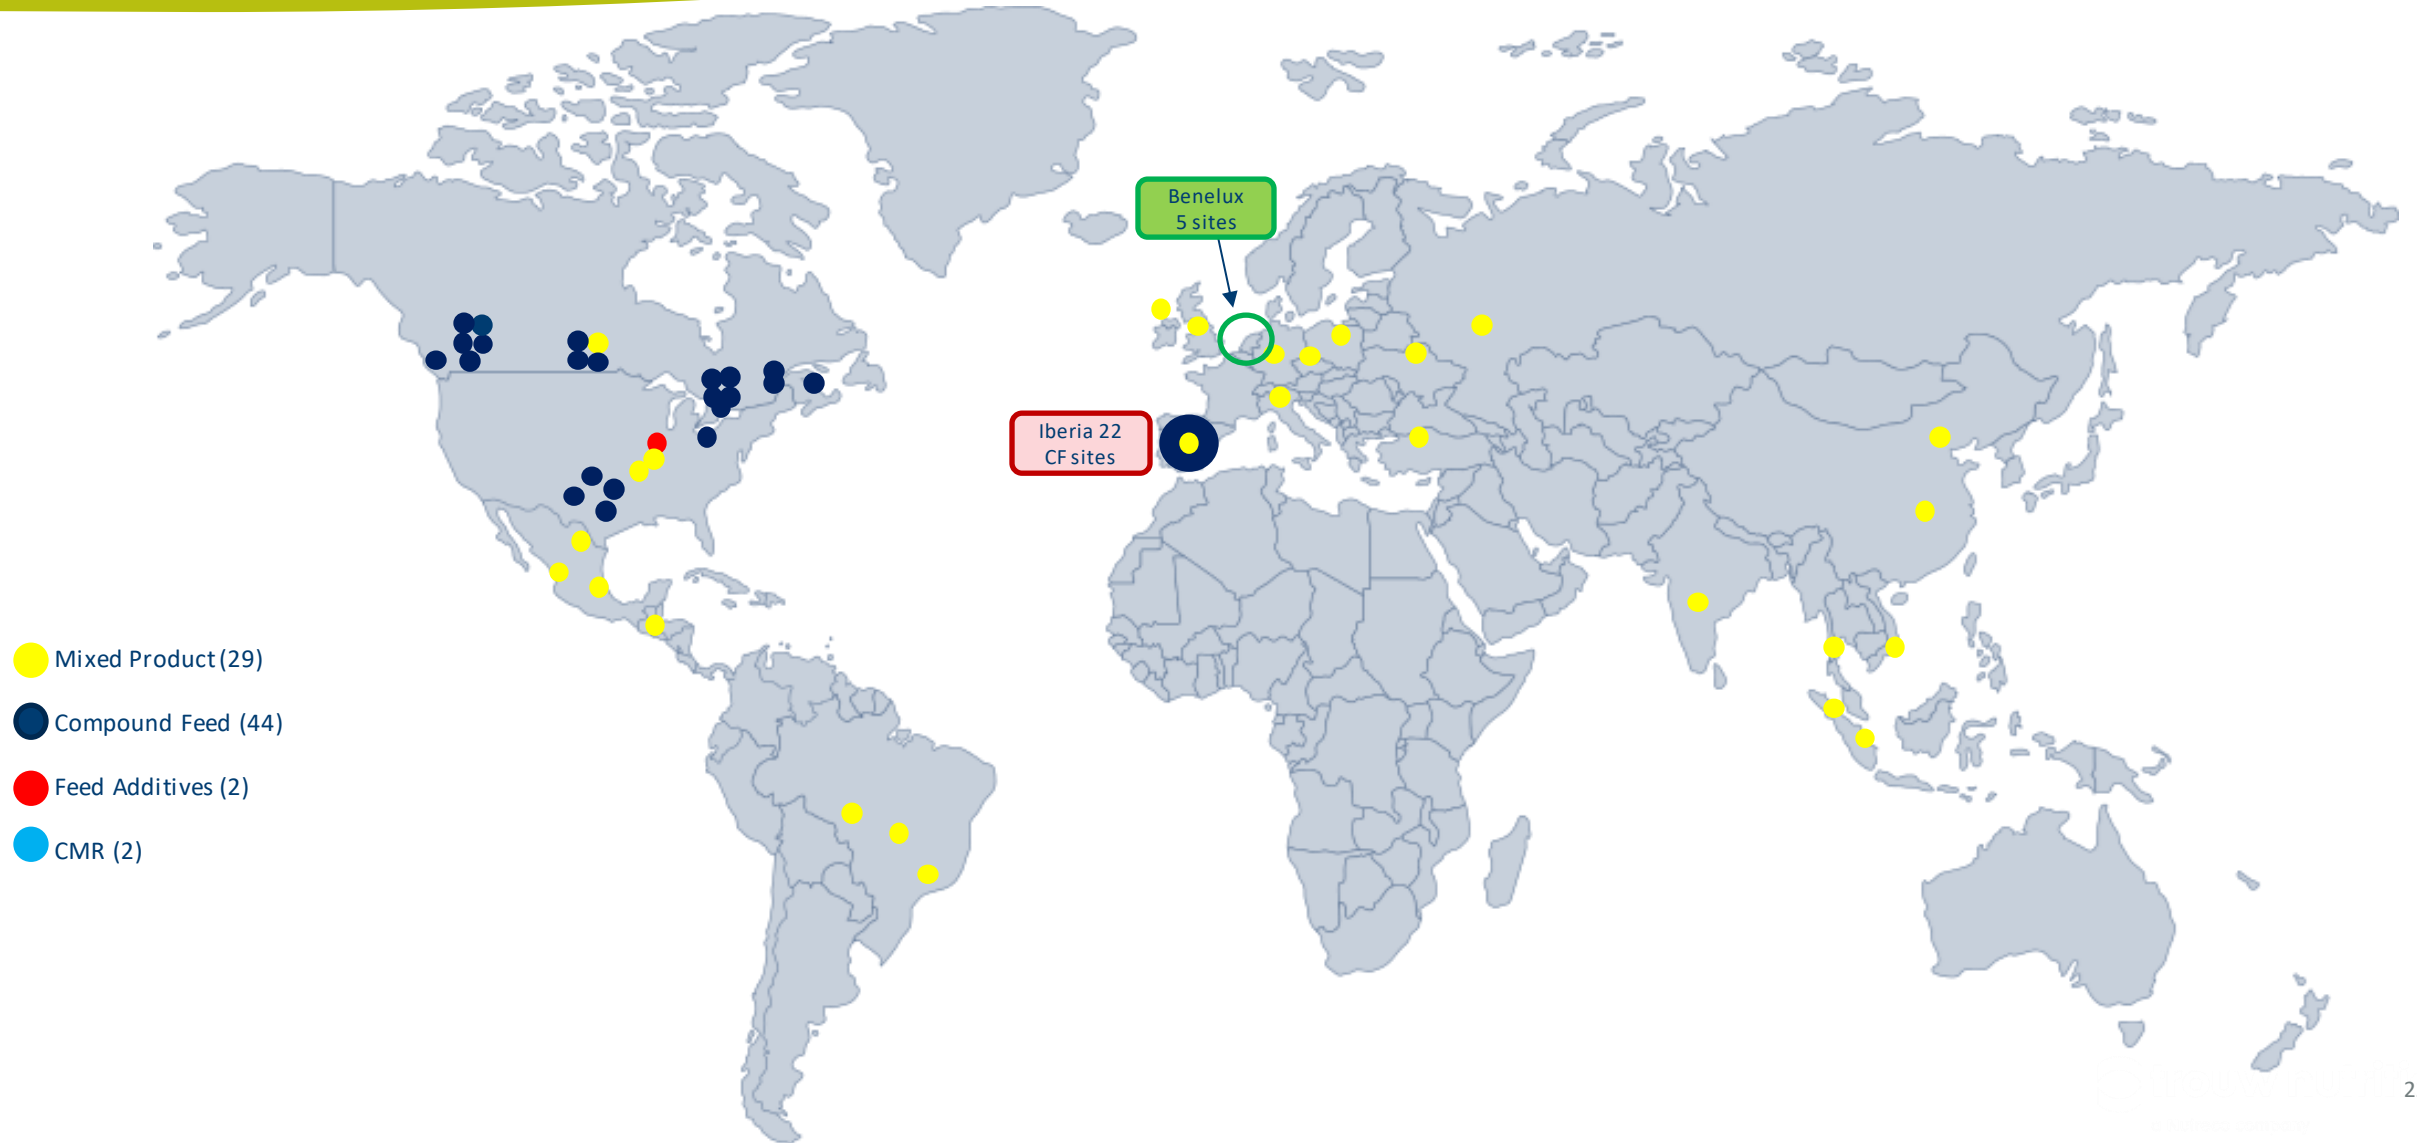 Benelux
5 sites
Iberia 22
CF sites
Mixed Product (29)
Compound Feed (44)
Feed Additives (2)
CMR (2)
2